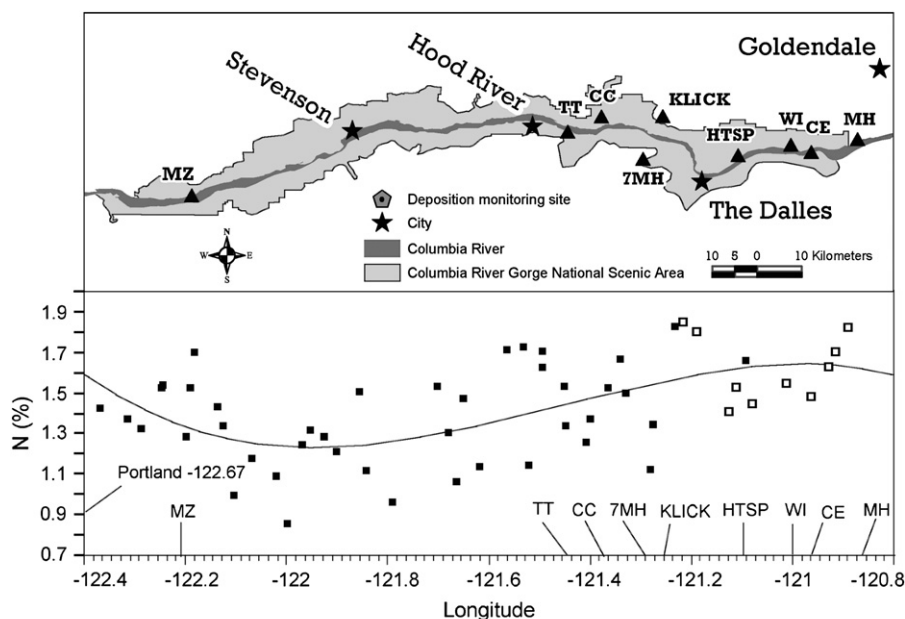 Goldendale
Stevenson
Hood River
CC
TT
KLICK
WI
CE
MH
HTSP
MZ
7MH
The Dalles
N
W E
S
Deposition monitoring site
City
Columbia River
Columbia River Gorge National Scenic Area
10 5 0 10 Kilometers
1.9
1.7
1.5
1.3
1.1
0.9
0.7
N (%)
Portland -122.67
MZ
TT
CC
7MH
KLICK
HTSP
WI
CE
MH
-122.4 -122.2 -122 -121.8 -121.6 -121.4 -121.2 -121 -120.8
Longitude